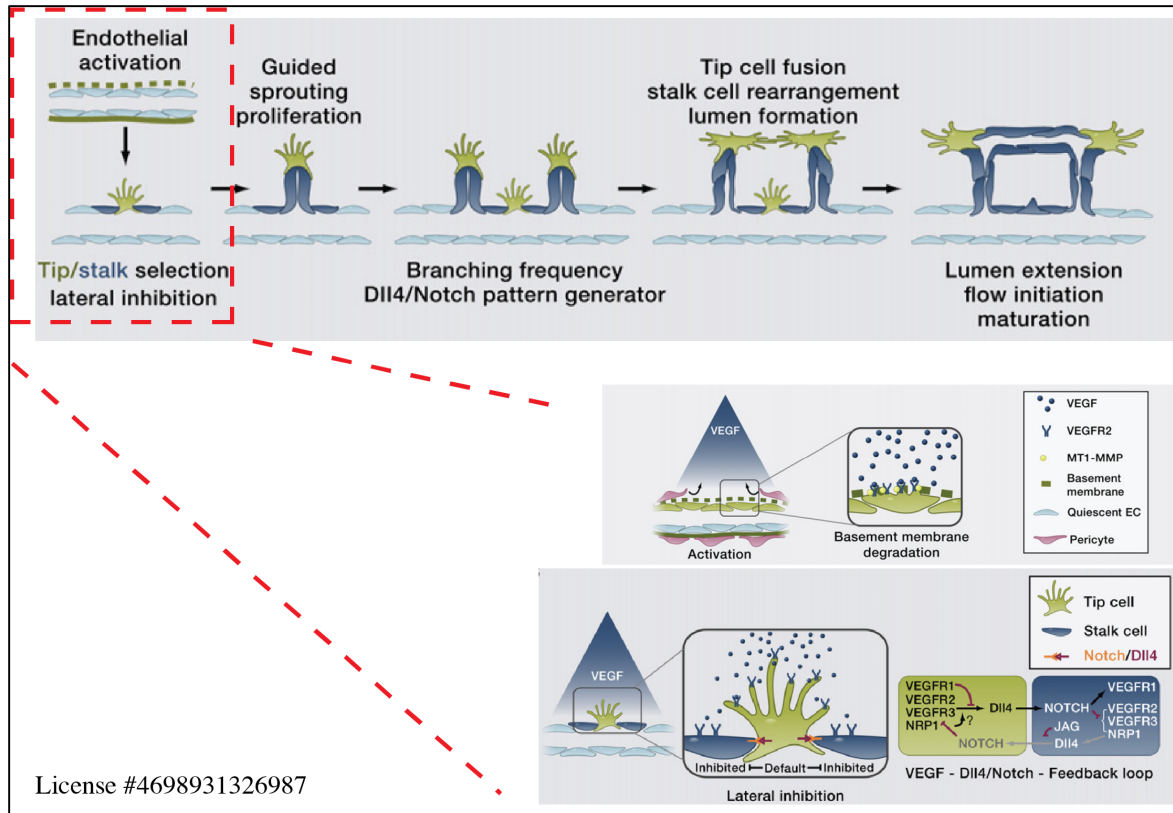 Endothelial
activation
Tip/stalk selection
lateral inhibition
Guided
sprouting
proliferation
Branching frequency
Dll4/Notch pattern generator
Tip cell fusion
stalk cell rearrangement
lumen formation
Lumen extension
flow initiation
maturation
VEGF
Activation
Basement membrane
degradation
VEGF
VEGFR2
MT1-MMP
Basement
membrane
Quiescent EC
Pericyte
VEGF
Inhibited
Default
Inhibited
Lateral inhibition
Tip cell
Stalk cell
Notch/Dll4
VEGFR1
VEGFR2
VEGFR3
NRP1
?
Dll4
NOTCH
NOTCH
JAG
Dll4
VEGFR1
VEGFR2
VEGFR3
NRP1
VEGF - Dll4/Notch - Feedback loop
License #4698931326987